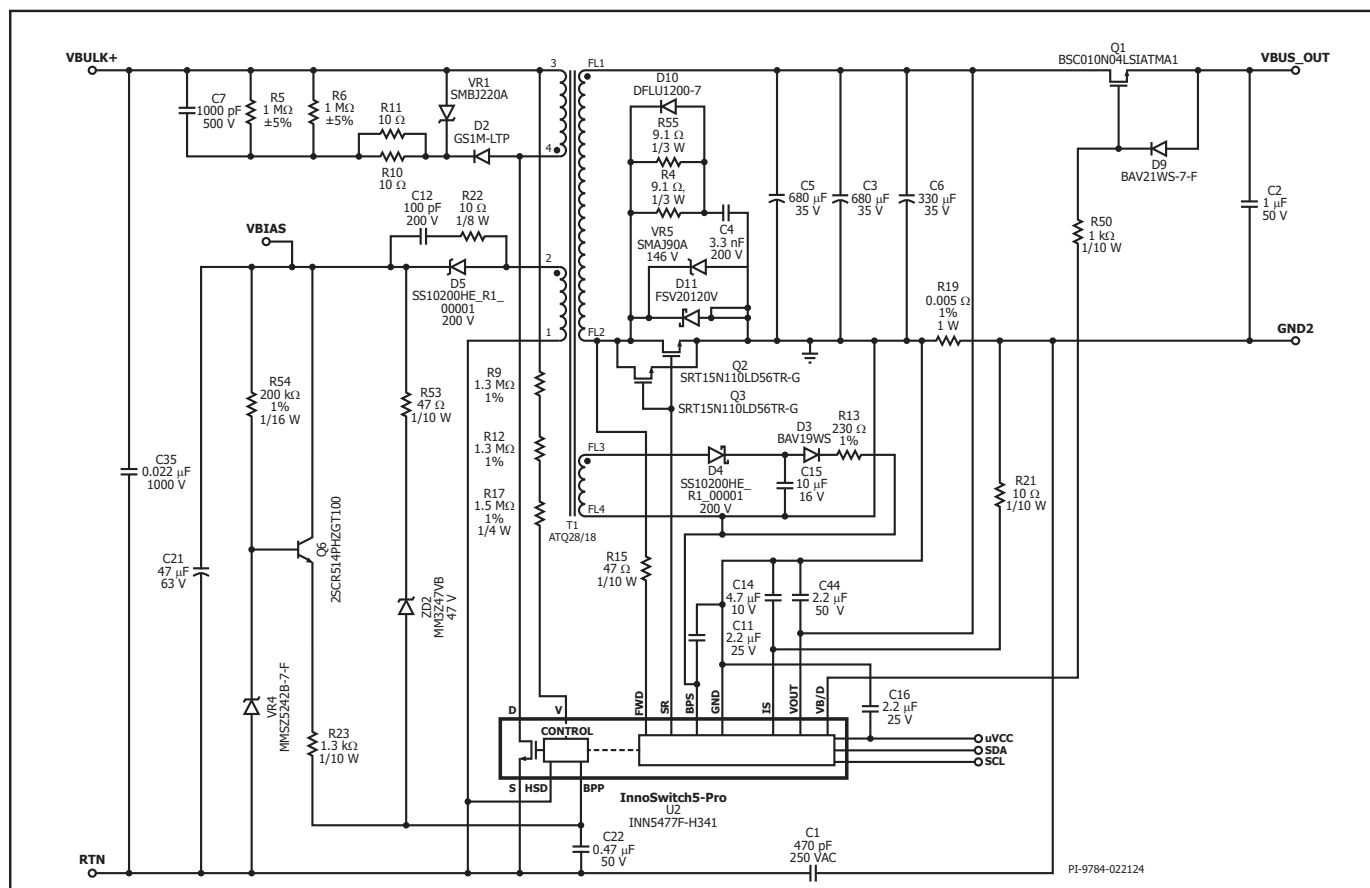 VBULK+
C7
1000 pF
500 V
R5
1 MΩ
±5%
R6
1 MΩ
±5%
R11
10 Ω
R10
10 Ω
VR1
SMBJ220A
D2
GS1M-LTP
3
4
FL1
D10
DFLU1200-7
R55
9.1 Ω
1/3 W
R4
9.1 Ω,
1/3 W
C4
3.3 nF
200 V
VR5
SMAJ90A
146 V
D11
FSV20120V
C5
680 µF
35 V
C3
680 µF
35 V
C6
330 µF
35 V
Q1
BSC010N04LSIATMA1
VBUS_OUT
D9
BAV21WS-7-F
R50
1 kΩ
1/10 W
C2
1 µF
50 V
VBIAS
C12
100 pF
200 V
R22
10 Ω
1/8 W
D5
SS10200HE_R1_
00001
200 V
2
1
FL2
R19
0.005 Ω
1%
1 W
GND2
Q2
SRT15N110LD56TR-G
Q3
SRT15N110LD56TR-G
R54
200 kΩ
1%
1/16 W
R53
47 Ω
1/10 W
R9
1.3 MΩ
1%
R12
1.3 MΩ
1%
R17
1.5 MΩ
1%
1/4 W
FL3
FL4
T1
ATQ28/18
D4
SS10200HE_
R1_00001
200 V
D3
BAV19WS
R13
230 Ω
1%
C15
10 µF
16 V
R21
10 Ω
1/10 W
C35
0.022 µF
1000 V
C21
47 µF
63 V
Q6
2SCR514PHZGT100
ZD2
MM3Z47VB
47 V
VR4
MMSZ5242B-7-F
R23
1.3 kΩ
1/10 W
R15
47 Ω
1/10 W
C14
4.7 µF
10 V
C44
2.2 µF
50 V
C11
2.2 µF
25 V
C16
2.2 µF
25 V
D
V
FWD
SR
BPS
GND
IS
VOUT
VB/D
CONTROL
uVCC
SDA
SCL
S
HSD
BPP
InnoSwitch5-Pro
U2
INN5477F-H341
C22
0.47 µF
50 V
C1
470 pF
250 VAC
RTN
PI-9784-022124